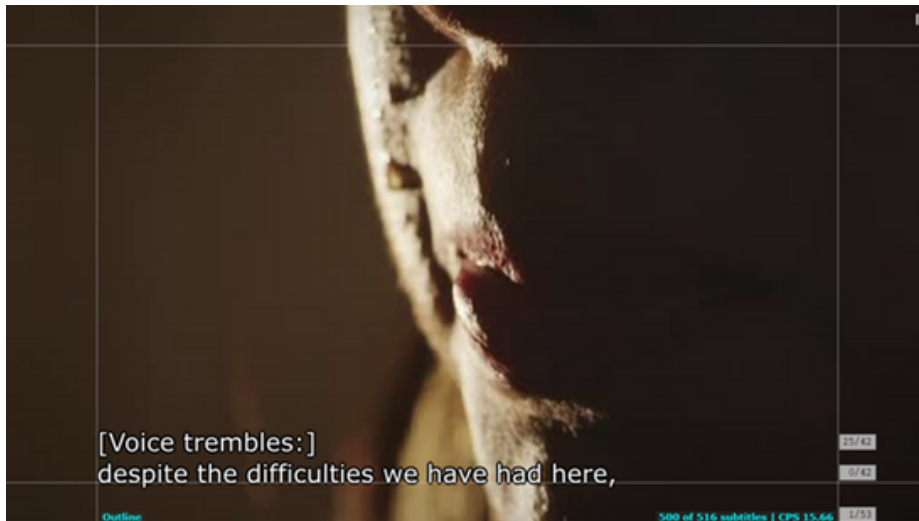 [Voice trembles:]
despite the difficulties we have had here,
25/42
0/42
Outline
500 of 516 subtitles | CPS 15.66
1/53